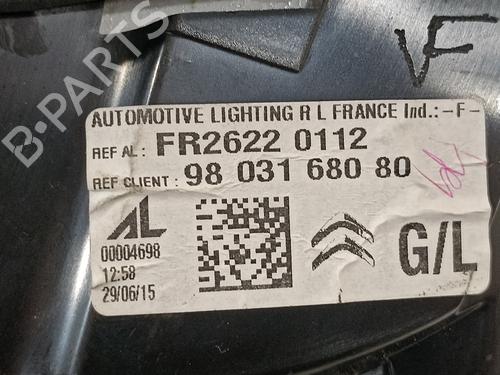 B-PARTS
VF
AUTOMOTIVE LIGHTING R L FRANCE Ind.: -F-
REF AL: FR2622 0112
REF CLIENT: 98 031 680 80
AL
00004698
12:58
29/06/15
G/L